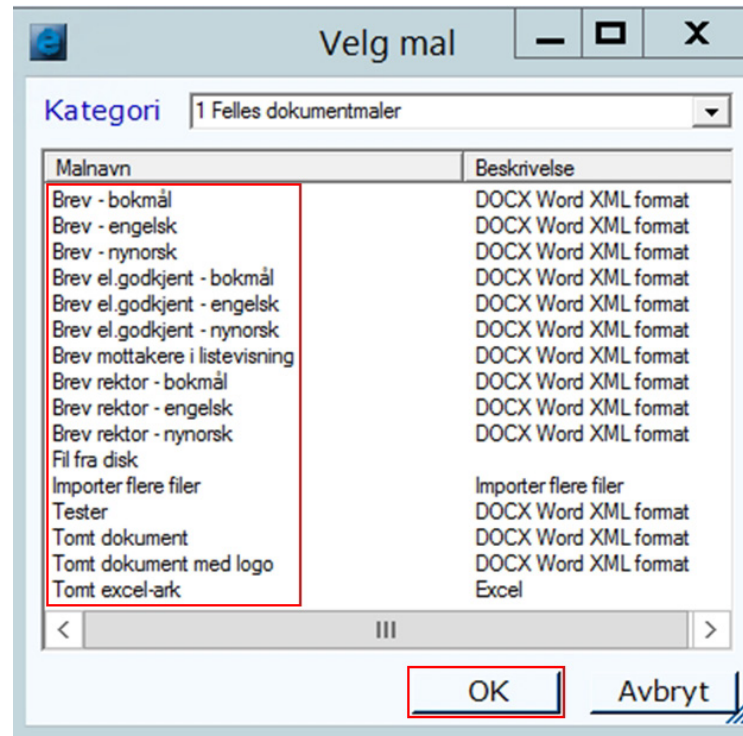 Velg mal
Kategori 1 Felles dokumentmaler
Malnavn Beskrivelse
Brev - bokmål DOCX Word XML format
Brev - engelsk DOCX Word XML format
Brev - nynorsk DOCX Word XML format
Brev el.godkjent - bokmål DOCX Word XML format
Brev el.godkjent - engelsk DOCX Word XML format
Brev el.godkjent - nynorsk DOCX Word XML format
Brev mottakere i listevisning DOCX Word XML format
Brev rektor - bokmål DOCX Word XML format
Brev rektor - engelsk DOCX Word XML format
Brev rektor - nynorsk DOCX Word XML format
Fil fra disk
Importer flere filer Importer flere filer
Tester DOCX Word XML format
Tomt dokument DOCX Word XML format
Tomt dokument med logo DOCX Word XML format
Tomt excel-ark Excel
OK Avbryt